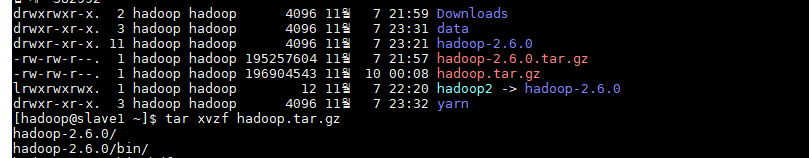 drwxrwxr-x.  2 hadoop hadoop      4096 11월   7 21:59 Downloads
drwxr-xr-x.  3 hadoop hadoop      4096 11월   7 23:31 data
drwxr-xr-x. 11 hadoop hadoop      4096 11월   7 23:21 hadoop-2.6.0
-rw-rw-r--.  1 hadoop hadoop 195257604 11월   7 21:57 hadoop-2.6.0.tar.gz
-rw-rw-r--.  1 hadoop hadoop 196904543 11월  10 00:08 hadoop.tar.gz
lrwxrwxrwx.  1 hadoop hadoop        12 11월   7 22:20 hadoop2 -> hadoop-2.6.0
drwxr-xr-x.  3 hadoop hadoop      4096 11월   7 23:32 yarn
[hadoop@slave1 ~]$ tar xvzf hadoop.tar.gz
hadoop-2.6.0/
hadoop-2.6.0/bin/